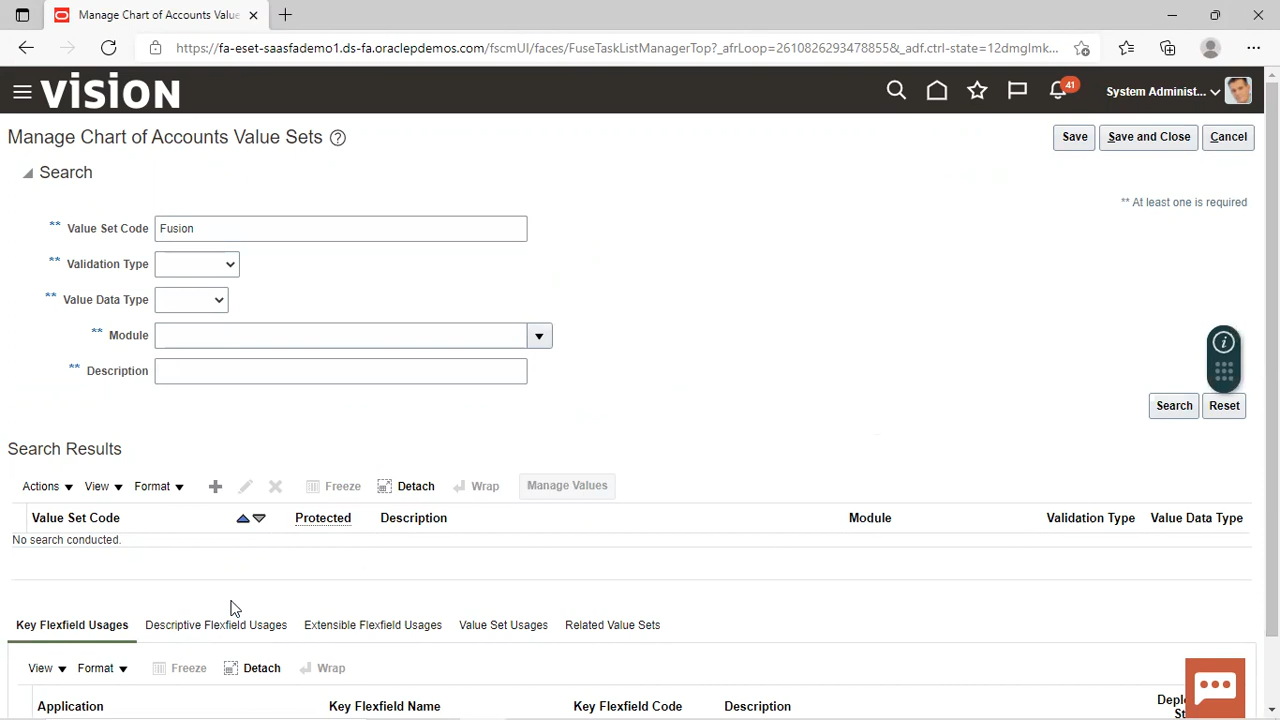 Manage Chart of Accounts Value
https://fa-eset-saasfademo1.ds-fa.oraclepdemos.com/fscmUI/faces/FuseTaskListManagerTop?_afrLoop=26108262934788558&_adf.ctrl-state=12dmglmk...
VISION
41
System Administ...
Manage Chart of Accounts Value Sets
Save
Save and Close
Cancel
Search
** At least one is required
** Value Set Code
Fusion
** Validation Type
** Value Data Type
** Module
** Description
Search
Reset
Search Results
Actions
View
Format
Freeze
Detach
Wrap
Manage Values
Value Set Code
Protected
Description
Module
Validation Type
Value Data Type
No search conducted.
Key Flexfield Usages
Descriptive Flexfield Usages
Extensible Flexfield Usages
Value Set Usages
Related Value Sets
View
Format
Freeze
Detach
Wrap
Application
Key Flexfield Name
Key Flexfield Code
Description